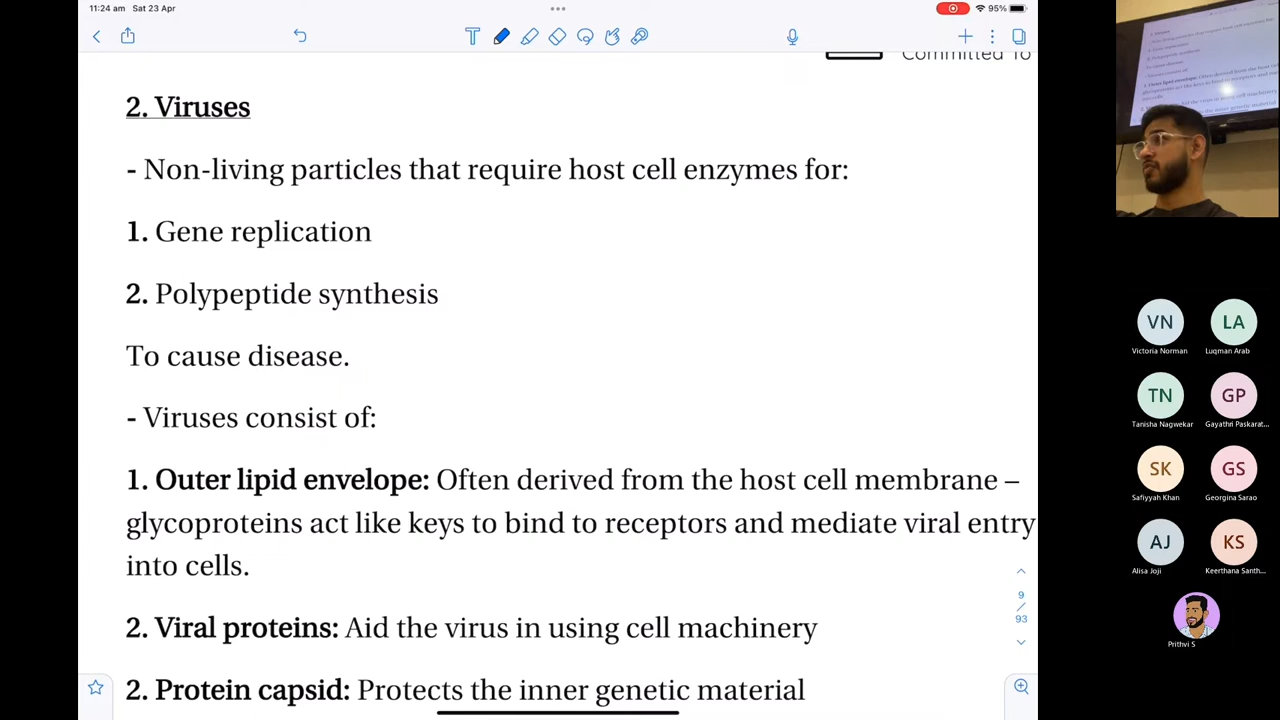 11:24 am Sat 23 Apr
95%
Committed To
2. Viruses
- Non-living particles that require host cell enzymes for:
1. Gene replication
2. Polypeptide synthesis
To cause disease.
- Viruses consist of:
1. Outer lipid envelope: Often derived from the host cell membrane –
glycoproteins act like keys to bind to receptors and mediate viral entry
into cells.
2. Viral proteins: Aid the virus in using cell machinery
2. Protein capsid: Protects the inner genetic material
9
/
93
VN
LA
Victoria Norman
Luqman Arab
TN
GP
Tanisha Nagwekar
Gayathri Paskarat...
SK
GS
Safiyyah Khan
Georgina Sarao
AJ
KS
Alisa Joji
Keerthana Santh...
Prithvi S